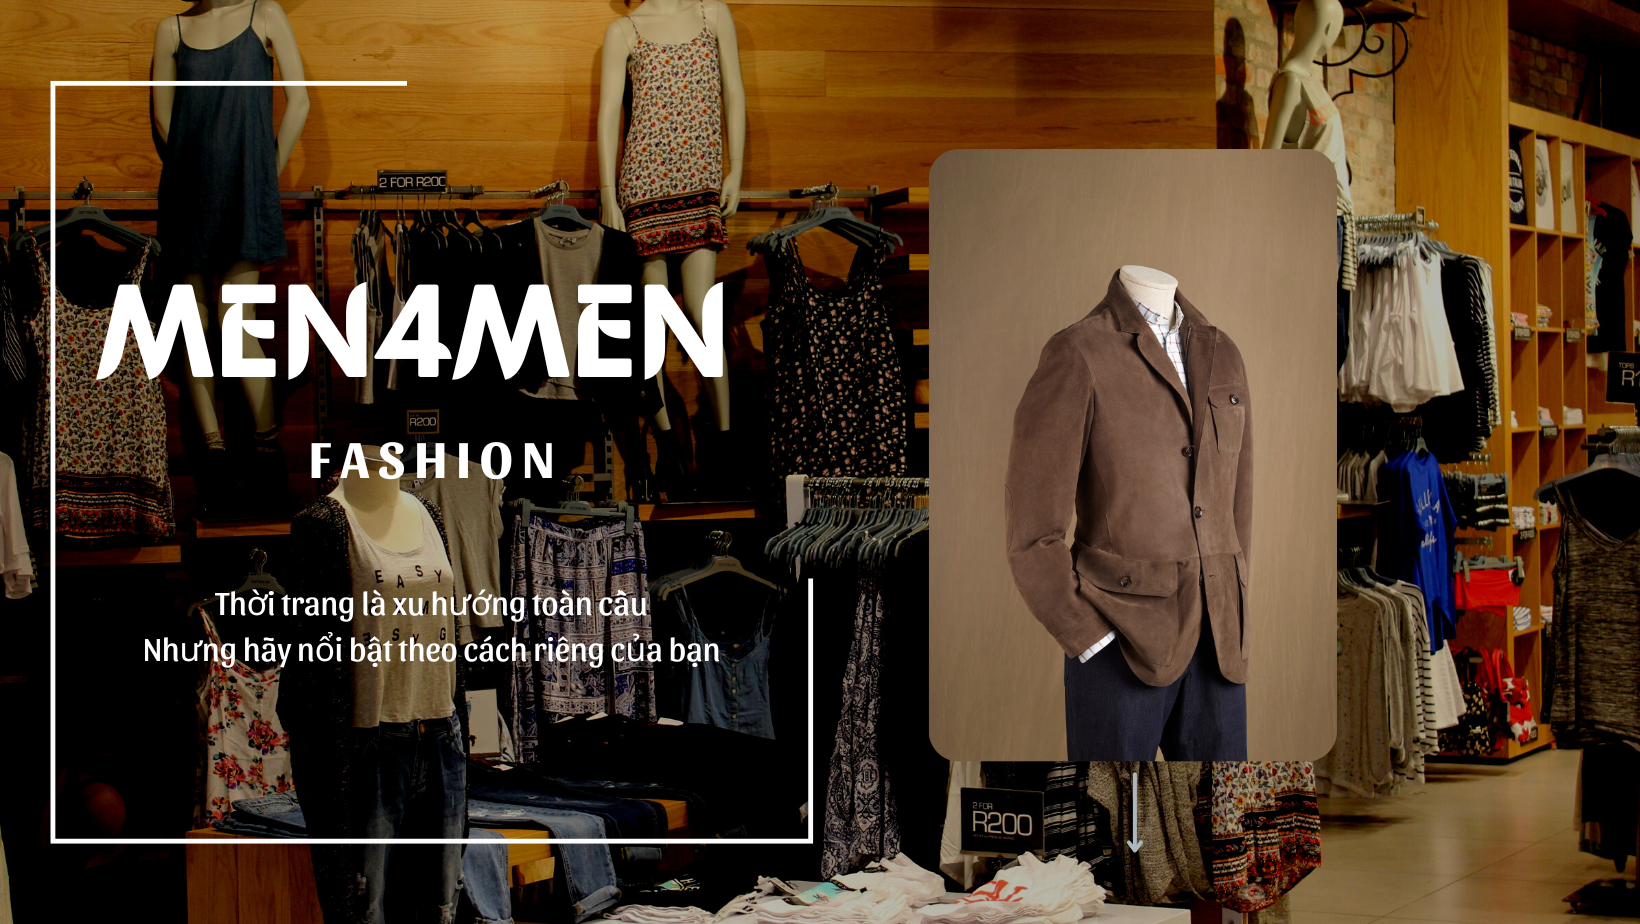 2 FOR R200
MEN4MEN
R200
FASHION
EASY
Thời trang là xu hướng toàn cầu
Nhưng hãy nổi bật theo cách riêng của bạn
2 FOR
R200
TOPS